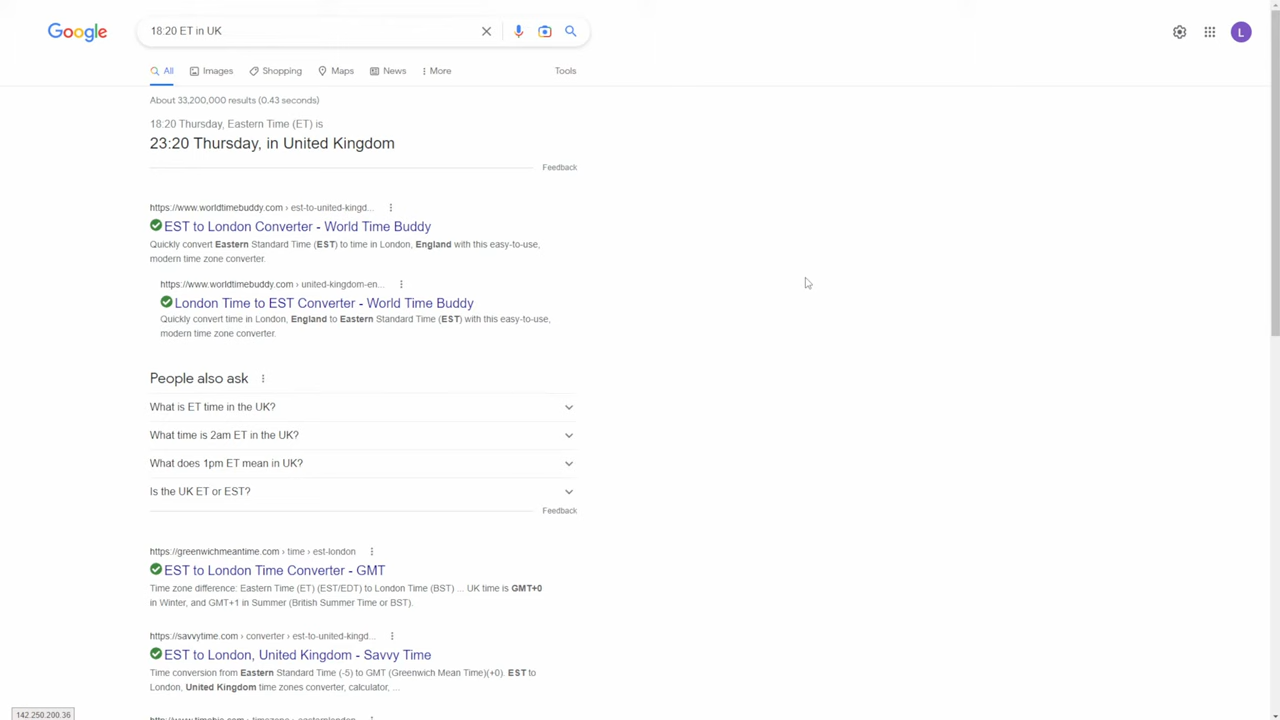 Google
18:20 ET in UK
L
All Images Shopping Maps News More Tools
About 33,200,000 results (0.43 seconds)
18:20 Thursday, Eastern Time (ET) is
23:20 Thursday, in United Kingdom
Feedback
https://www.worldtimebuddy.com › est-to-united-kingd...
EST to London Converter - World Time Buddy
Quickly convert Eastern Standard Time (EST) to time in London, England with this easy-to-use,
modern time zone converter.
https://www.worldtimebuddy.com › united-kingdom-en...
London Time to EST Converter - World Time Buddy
Quickly convert time in London, England to Eastern Standard Time (EST) with this easy-to-use,
modern time zone converter.
People also ask
What is ET time in the UK?
What time is 2am ET in the UK?
What does 1pm ET mean in UK?
Is the UK ET or EST?
Feedback
https://greenwichmeantime.com › time › est-london
EST to London Time Converter - GMT
Time zone difference: Eastern Time (ET) (EST/EDT) to London Time (BST) ... UK time is GMT+0
in Winter, and GMT+1 in Summer (British Summer Time or BST).
https://savvytime.com › converter › est-to-united-kingd...
EST to London, United Kingdom - Savvy Time
Time conversion from Eastern Standard Time (-5) to GMT (Greenwich Mean Time)(+0). EST to
London, United Kingdom time zones converter, calculator, ...
142.250.200.36